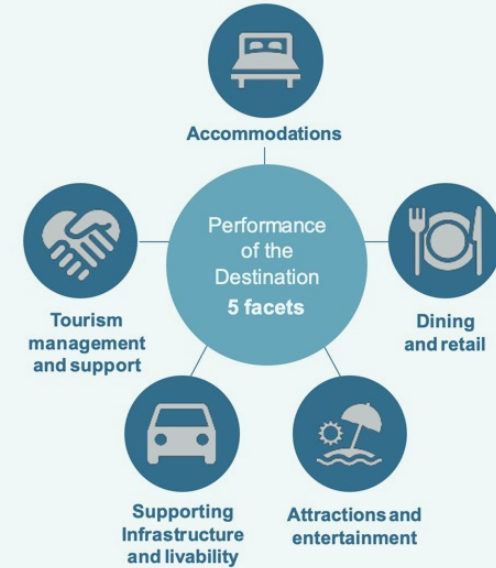 Accommodations
Performance
of the
Destination
5 facets
Tourism
management
and support
Dining
and retail
Supporting
Infrastructure
and livability
Attractions and
entertainment